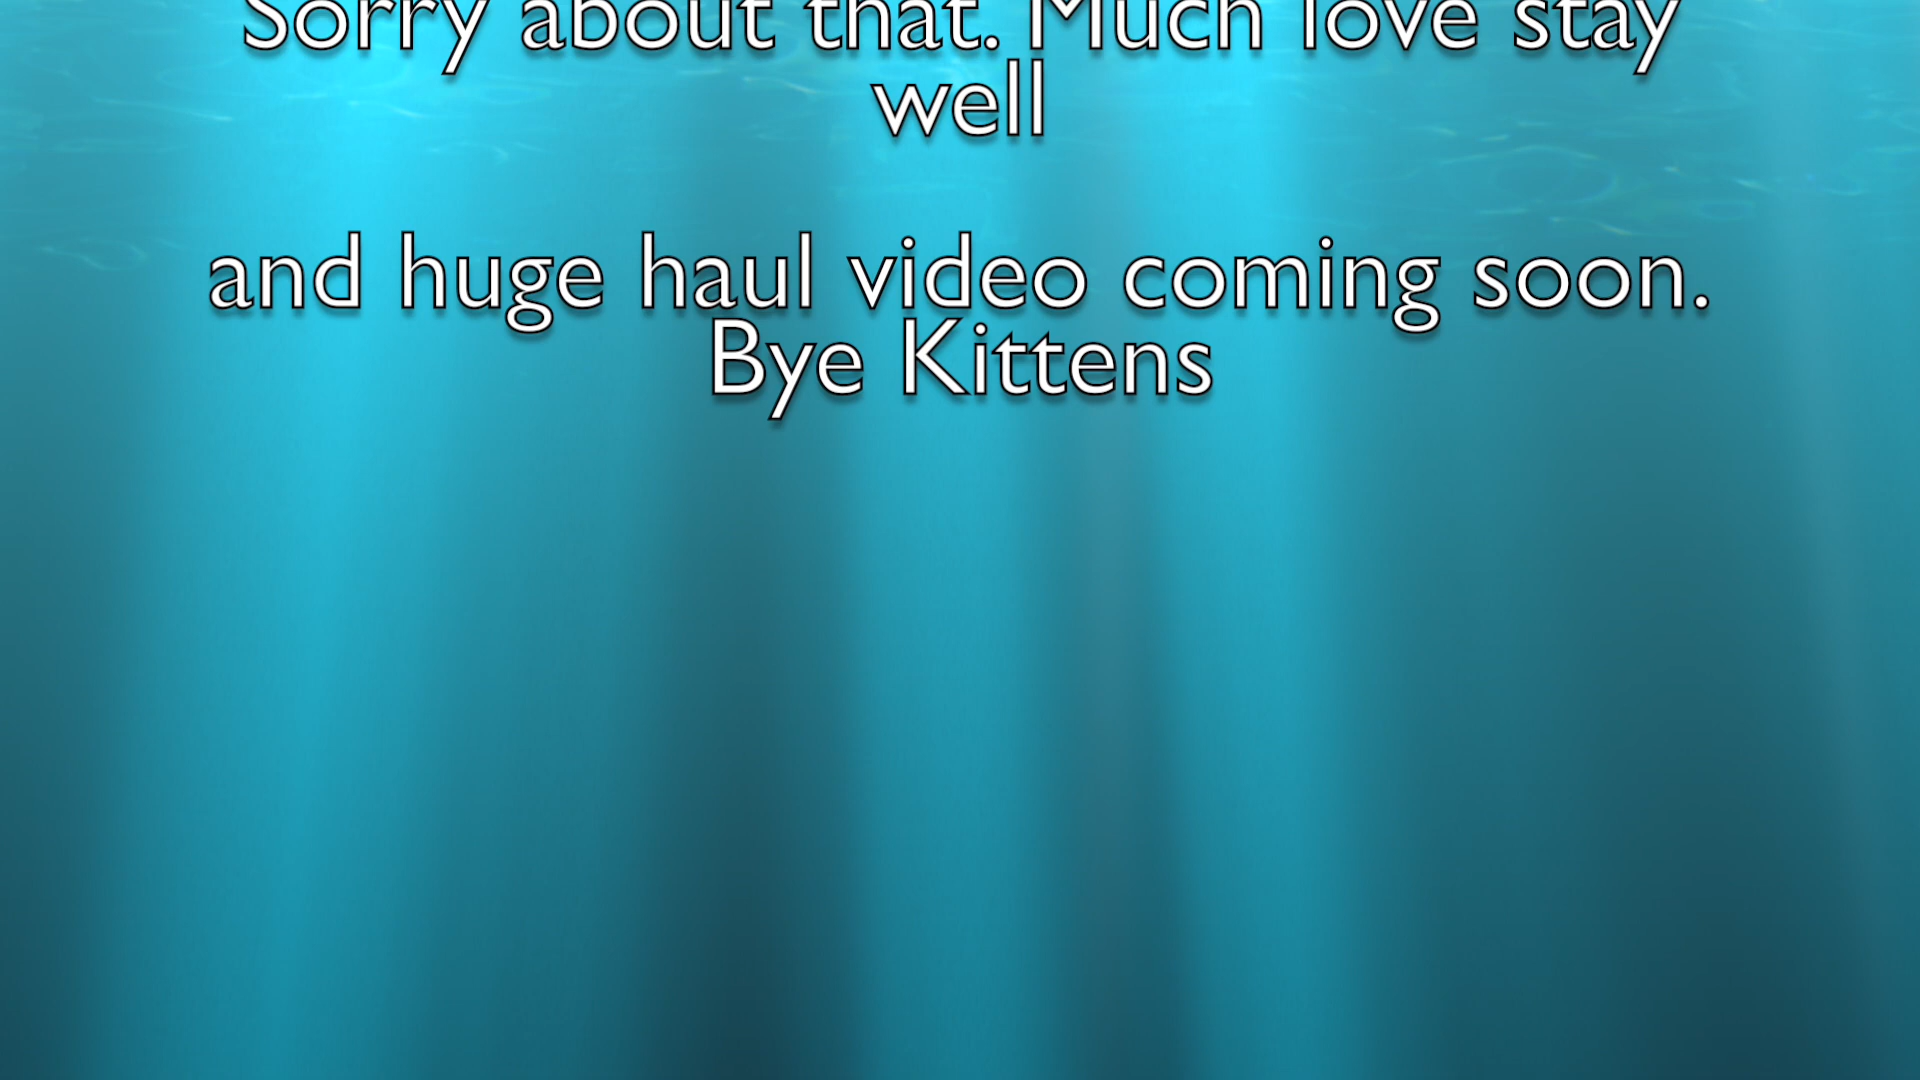 Sorry about that. Much love stay
well
and huge haul video coming soon.
Bye Kittens